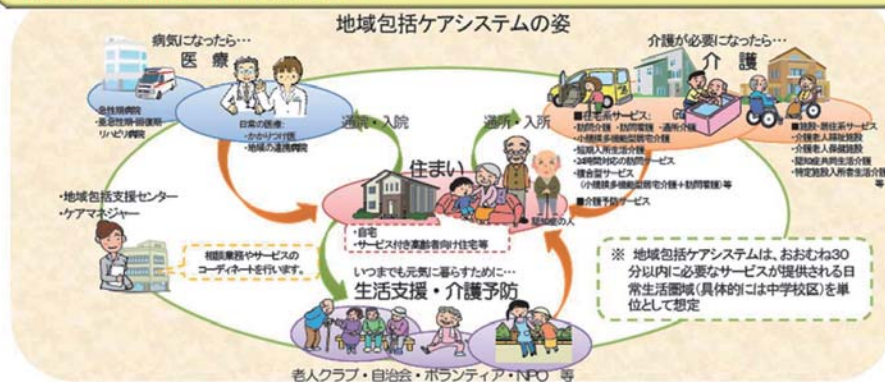 地域包括ケアシステムの姿
病気になったら…
医 療
介護が必要になったら…
介 護
・急性期病院
・亜急性期・回復期
リハビリ病院
日常の医療:
・かかりつけ医
・地域の連携病院
通院・入院
通所・入所
■在宅系サービス:
・訪問介護・訪問看護・通所介護
・小規模多機能型居宅介護
・短期入所生活介護
・24時間対応の訪問サービス
・複合型サービス
(小規模多機能型居宅介護+訪問看護)等
■介護予防サービス
■施設・居住系サービス
・介護老人福祉施設
・介護老人保健施設
・認知症共同生活介護
・特定施設入所者生活介護
等
住まい
認知症の人
・自宅
・サービス付き高齢者向け住宅等
・地域包括支援センター
・ケアマネジャー
相談業務やサービスの
コーディネートを行います。
いつまでも元気に暮らすために…
生活支援・介護予防
老人クラブ・自治会・ボランティア・NPO 等
※ 地域包括ケアシステムは、おおむね30
分以内に必要なサービスが提供される日
常生活圏域(具体的には中学校区)を単
位として想定